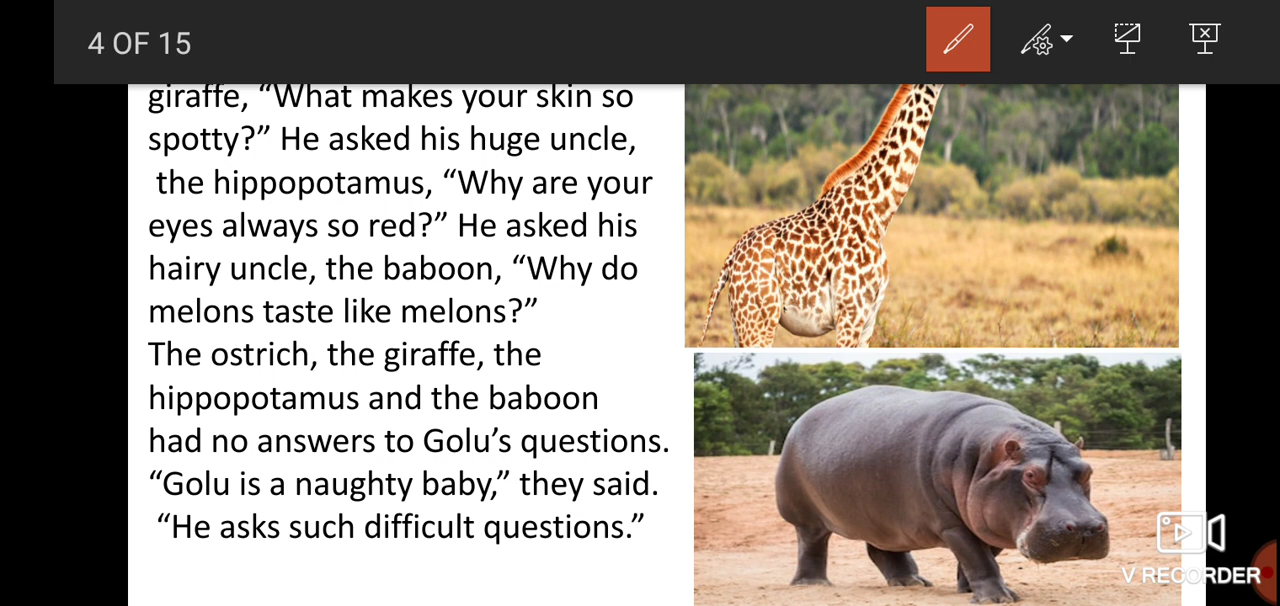 4 OF 15
giraffe, “What makes your skin so
spotty?” He asked his huge uncle,
the hippopotamus, “Why are your
eyes always so red?” He asked his
hairy uncle, the baboon, “Why do
melons taste like melons?”
The ostrich, the giraffe, the
hippopotamus and the baboon
had no answers to Golu’s questions.
“Golu is a naughty baby,” they said.
“He asks such difficult questions.”
V RECORDER